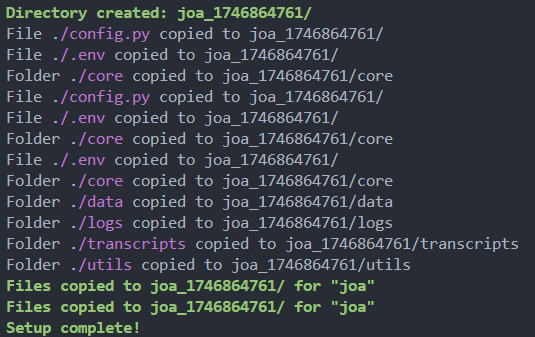 Directory created: joa_1746864761/
File ./config.py copied to joa_1746864761/
File ./.env copied to joa_1746864761/
Folder ./core copied to joa_1746864761/core
File ./config.py copied to joa_1746864761/
File ./.env copied to joa_1746864761/
Folder ./core copied to joa_1746864761/core
File ./.env copied to joa_1746864761/
Folder ./core copied to joa_1746864761/core
Folder ./data copied to joa_1746864761/data
Folder ./logs copied to joa_1746864761/logs
Folder ./transcripts copied to joa_1746864761/transcripts
Folder ./utils copied to joa_1746864761/utils
Files copied to joa_1746864761/ for "joa"
Files copied to joa_1746864761/ for "joa"
Setup complete!